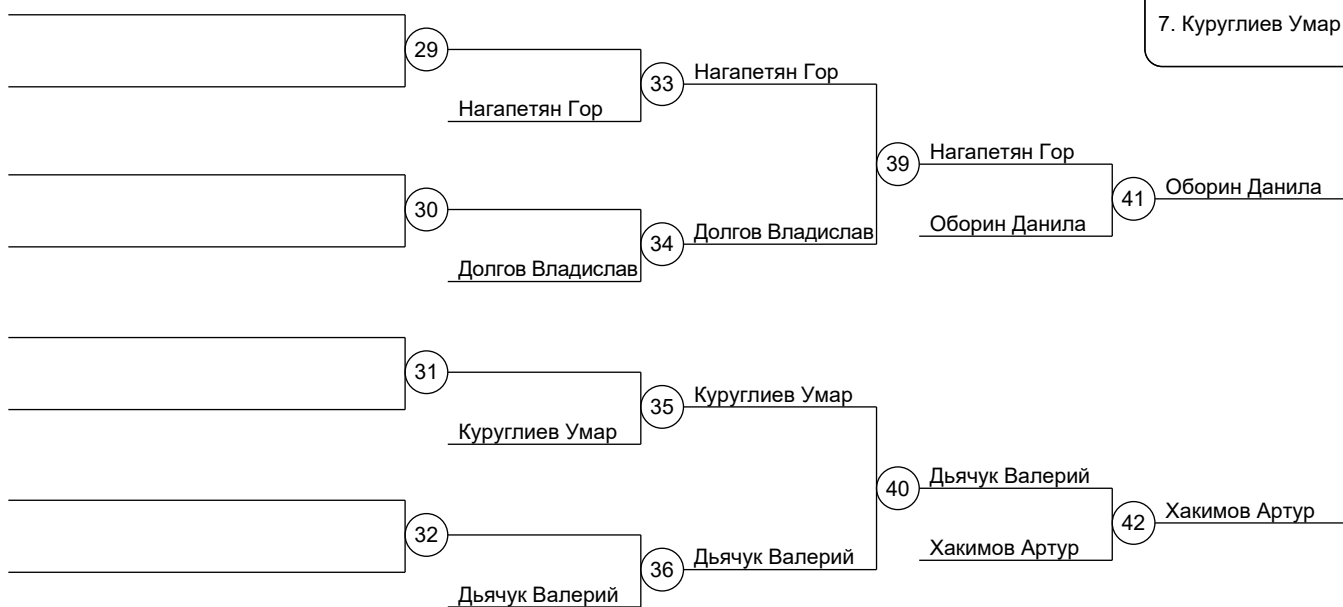 7. Куруглиев Умар
29
Нагапетян Гор
33
Нагапетян Гор
39
Нагапетян Гор
41
Оборин Данила
30
Долгов Владислав
34
Долгов Владислав
Оборин Данила
31
Куруглиев Умар
35
Куруглиев Умар
40
Дьячук Валерий
42
Хакимов Артур
32
Дьячук Валерий
36
Дьячук Валерий
Хакимов Артур